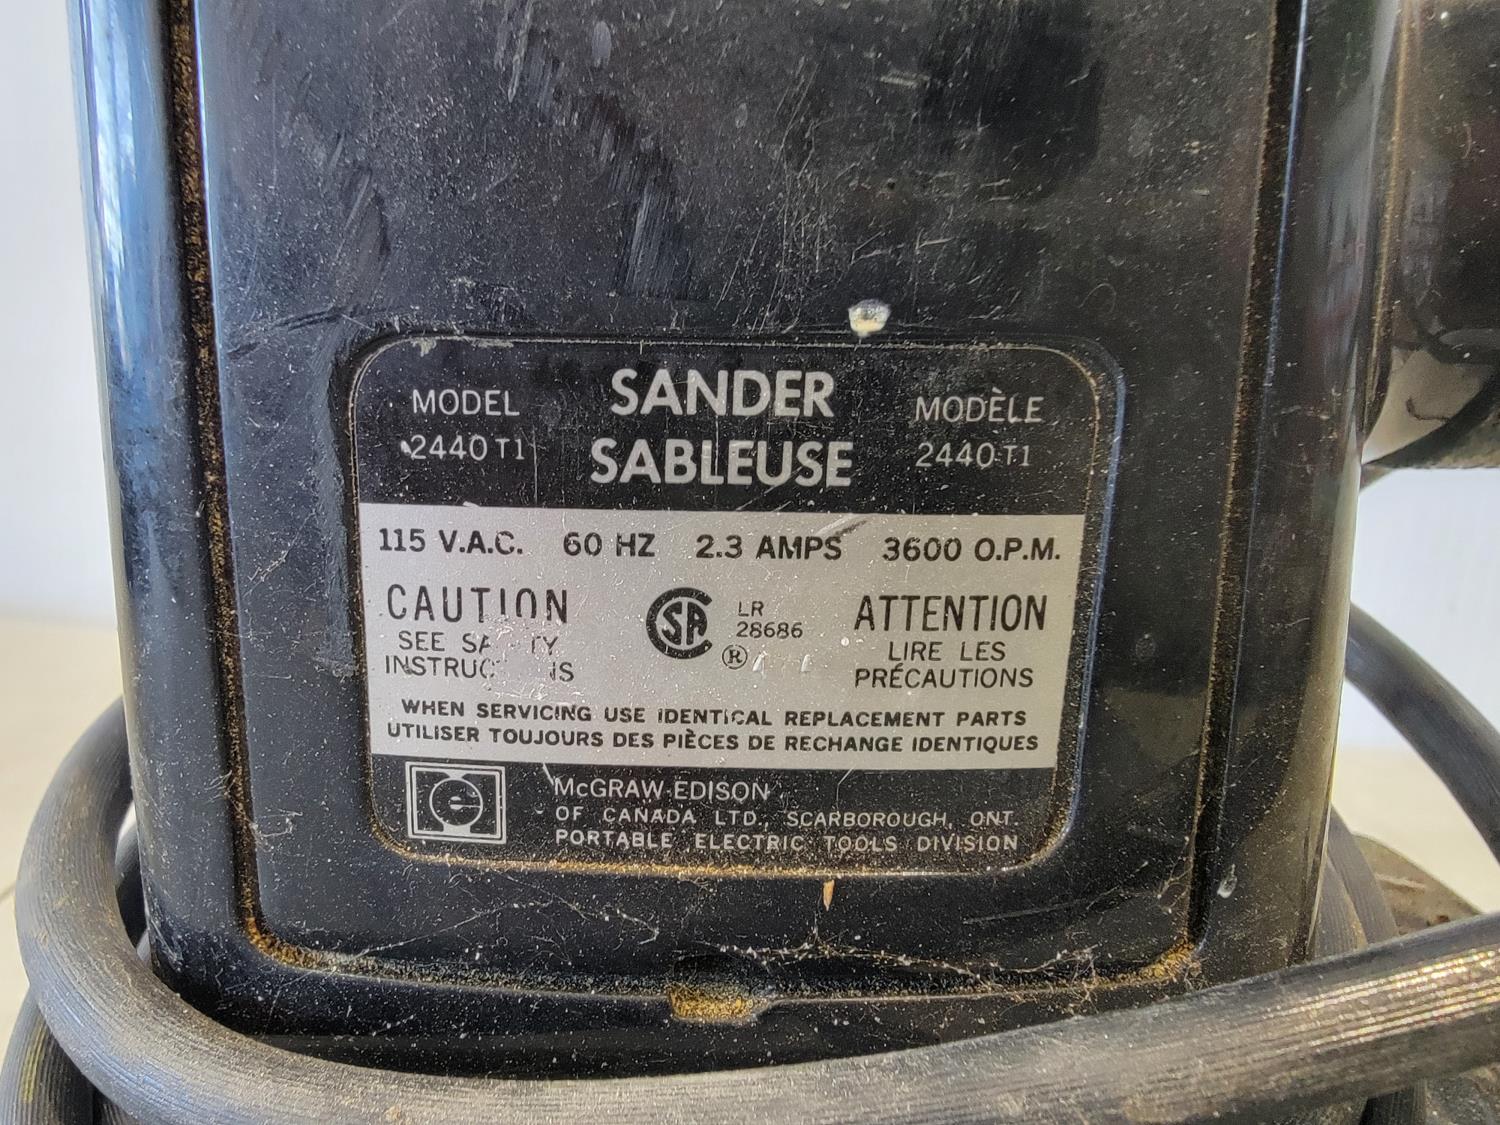 MODEL
2440 T1
SANDER
SABLEUSE
MODÈLE
2440 T1
115 V.A.C. 60 HZ 2.3 AMPS 3600 O.P.M.
CAUTION
SEE
LR
28686
®
ATTENTION
LIRE LES
PRÉCAUTIONS
WHEN SERVICING USE IDENTICAL REPLACEMENT PARTS
UTILISER TOUJOURS DES PIÈCES DE RECHANGE IDENTIQUES
McGRAW-EDISON
OF CANADA LTD., SCARBOROUGH, ONT.
PORTABLE ELECTRIC TOOLS DIVISION